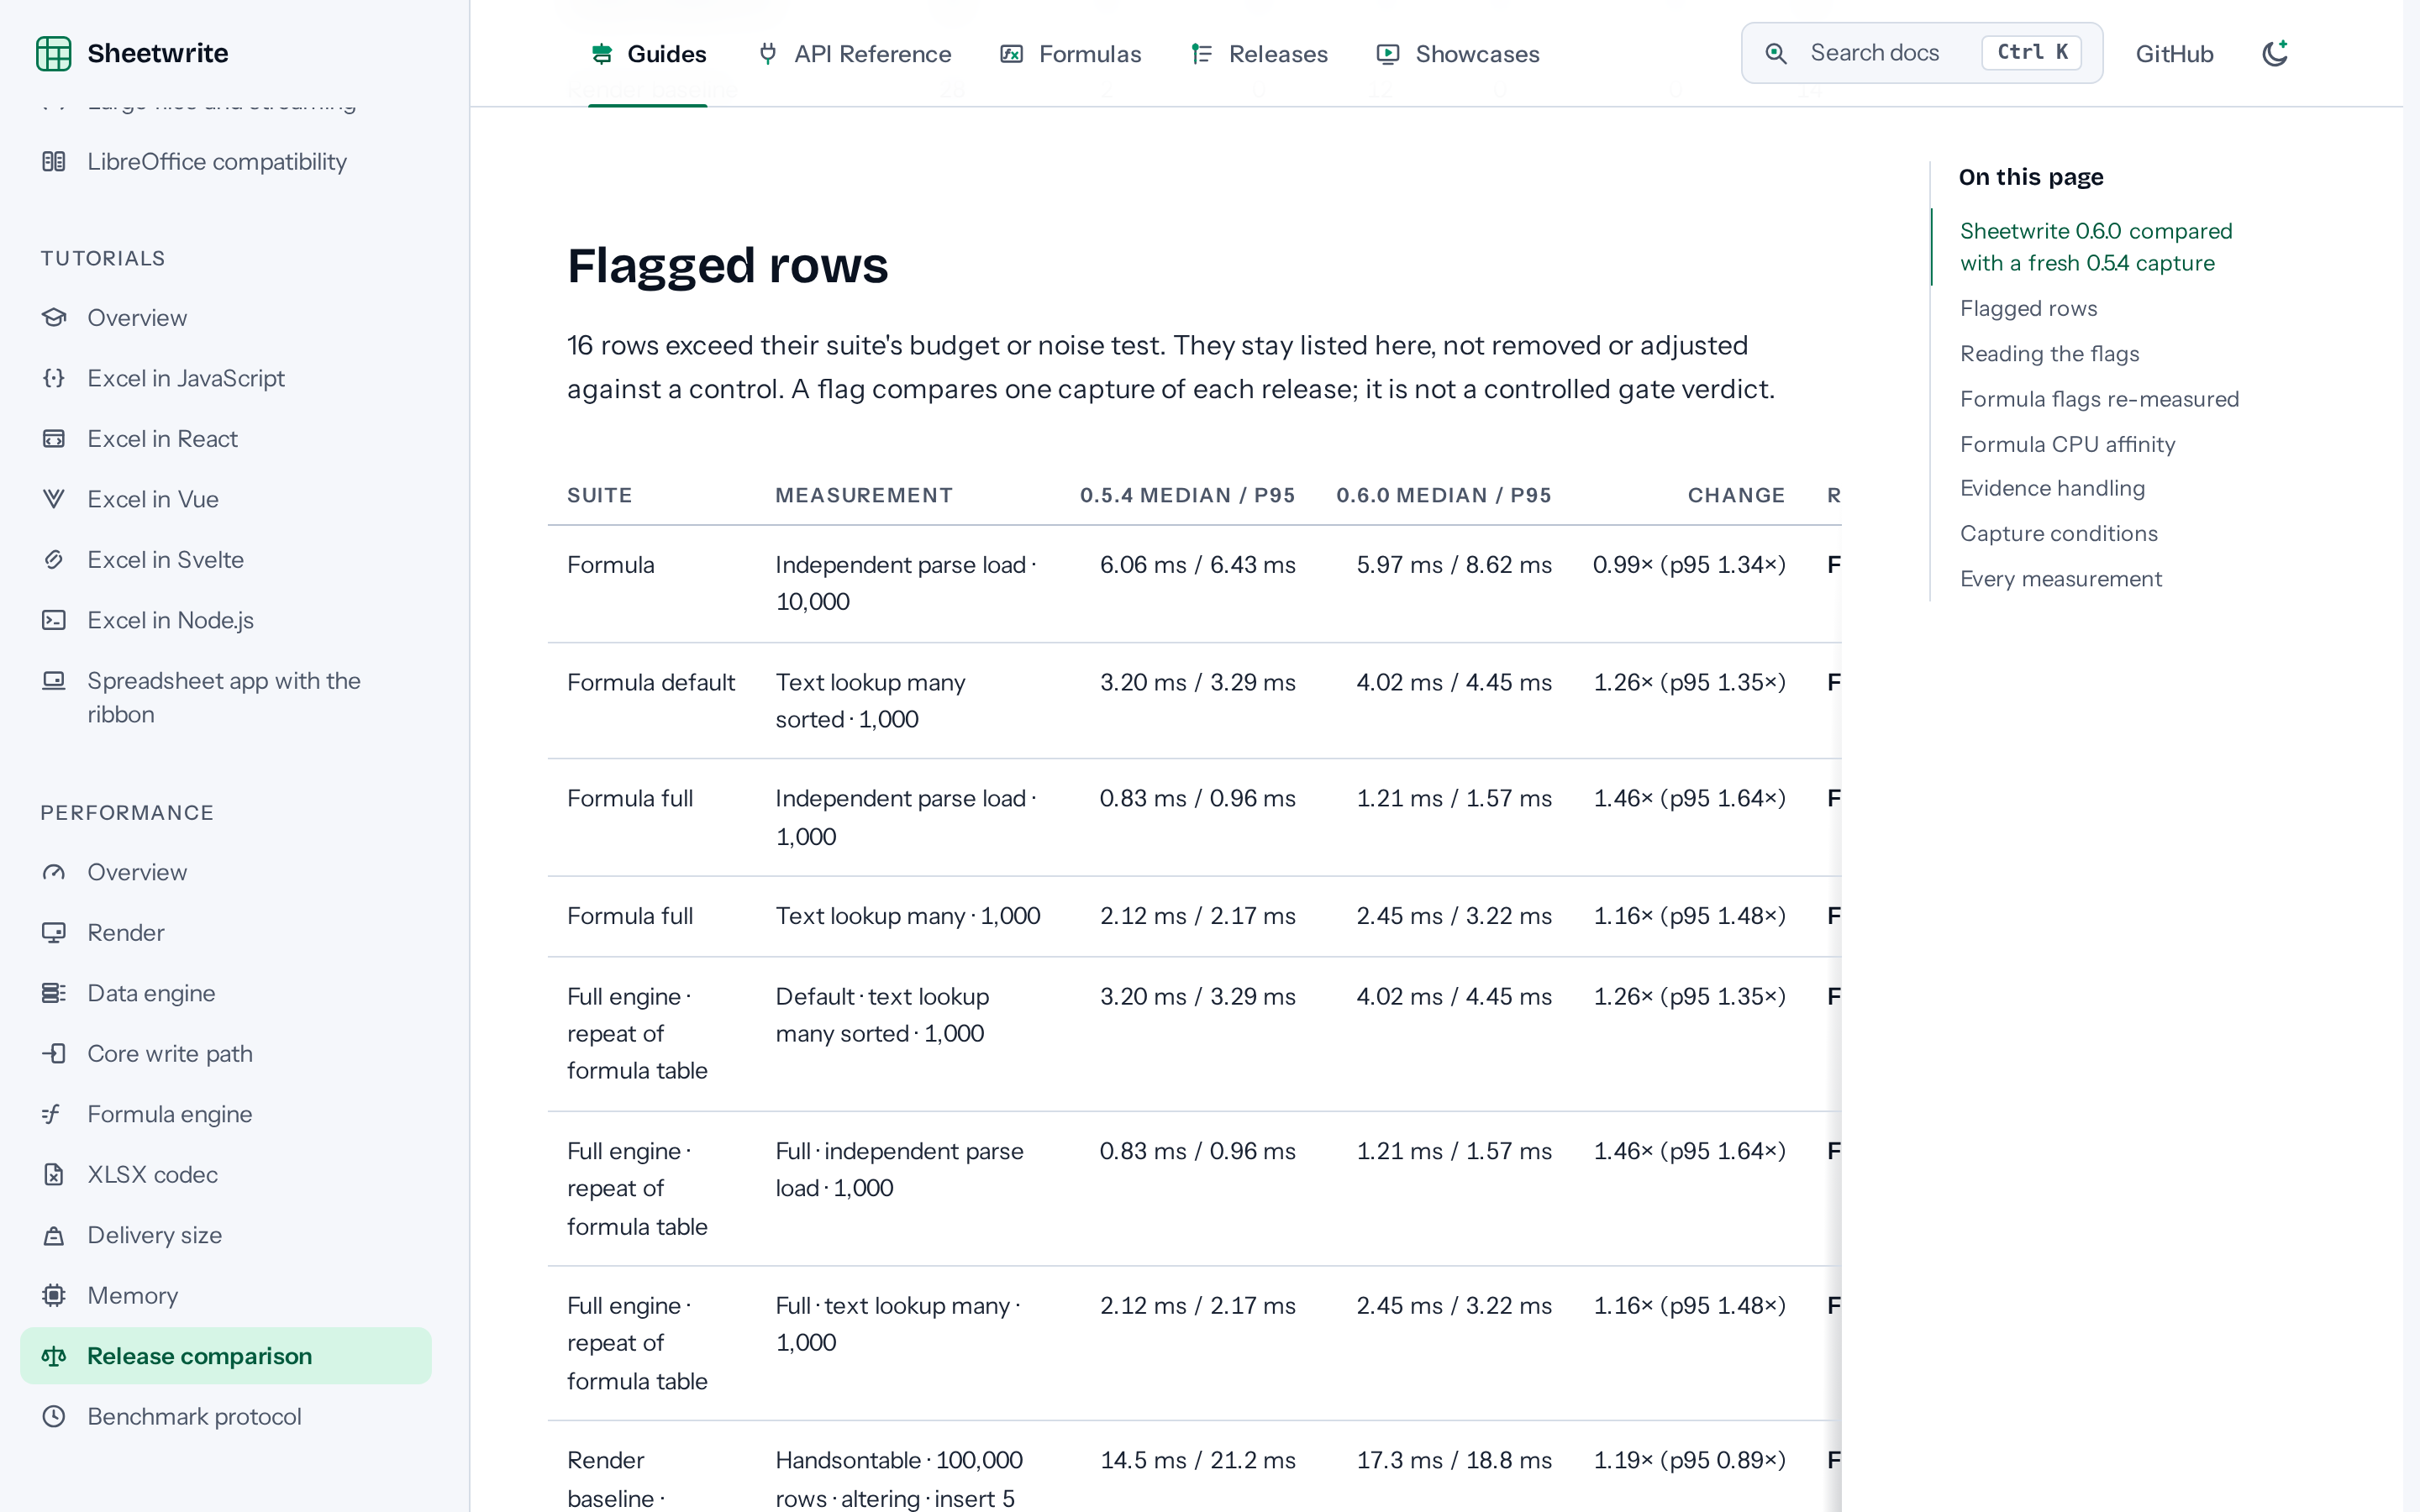 Sheetwrite
Guides
API Reference
Formulas
Releases
Showcases
Search docs
Ctrl K
GitHub
Large files and streaming
LibreOffice compatibility
TUTORIALS
Overview
Excel in JavaScript
Excel in React
Excel in Vue
Excel in Svelte
Excel in Node.js
Spreadsheet app with the
ribbon
PERFORMANCE
Overview
Render
Data engine
Core write path
Formula engine
XLSX codec
Delivery size
Memory
Release comparison
Benchmark protocol
Render baseline 28 2 0 12 0 0 14
Flagged rows
16 rows exceed their suite's budget or noise test. They stay listed here, not removed or adjusted
against a control. A flag compares one capture of each release; it is not a controlled gate verdict.
SUITE MEASUREMENT 0.5.4 MEDIAN / P95 0.6.0 MEDIAN / P95 CHANGE R
Formula Independent parse load · 6.06 ms / 6.43 ms 5.97 ms / 8.62 ms 0.99× (p95 1.34×) F
10,000
Formula default Text lookup many 3.20 ms / 3.29 ms 4.02 ms / 4.45 ms 1.26× (p95 1.35×) F
sorted · 1,000
Formula full Independent parse load · 0.83 ms / 0.96 ms 1.21 ms / 1.57 ms 1.46× (p95 1.64×) F
1,000
Formula full Text lookup many · 1,000 2.12 ms / 2.17 ms 2.45 ms / 3.22 ms 1.16× (p95 1.48×) F
Full engine · Default · text lookup 3.20 ms / 3.29 ms 4.02 ms / 4.45 ms 1.26× (p95 1.35×) F
repeat of many sorted · 1,000
formula table
Full engine · Full · independent parse 0.83 ms / 0.96 ms 1.21 ms / 1.57 ms 1.46× (p95 1.64×) F
repeat of load · 1,000
formula table
Full engine · Full · text lookup many · 2.12 ms / 2.17 ms 2.45 ms / 3.22 ms 1.16× (p95 1.48×) F
repeat of 1,000
formula table
Render Handsontable · 100,000 14.5 ms / 21.2 ms 17.3 ms / 18.8 ms 1.19× (p95 0.89×) F
baseline · rows · altering · insert 5
On this page
Sheetwrite 0.6.0 compared
with a fresh 0.5.4 capture
Flagged rows
Reading the flags
Formula flags re-measured
Formula CPU affinity
Evidence handling
Capture conditions
Every measurement